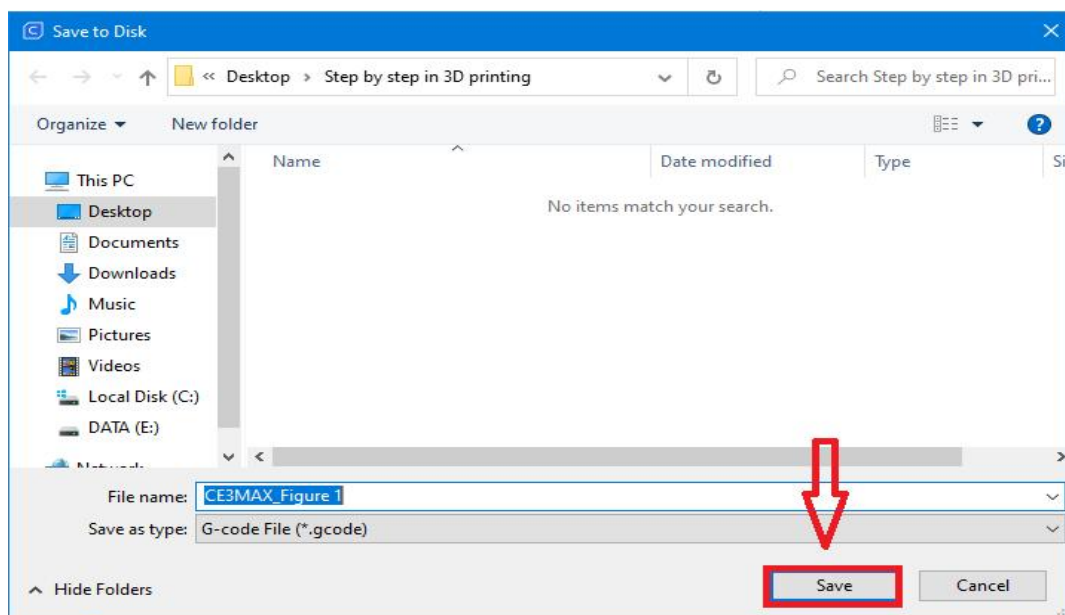 Save to Disk
« Desktop › Step by step in 3D printing
Search Step by step in 3D pri...
Organize New folder
Name Date modified Type Si
This PC
No items match your search.
Desktop
Documents
Downloads
Music
Pictures
Videos
Local Disk (C:)
DATA (E:)
File name: CE3MAX_Figure 1
Save as type: G-code File (*.gcode)
Hide Folders Save Cancel